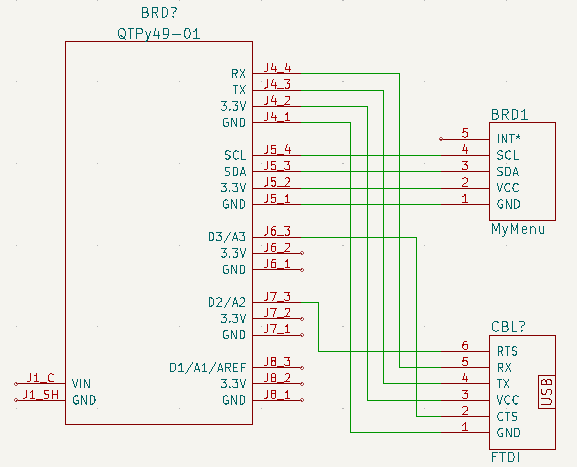 BRD?
QTPy49-01
RX J4_4
TX J4_3
3.3V J4_2
GND J4_1
SCL J5_4
SDA J5_3
3.3V J5_2
GND J5_1
D3/A3 J6_3
3.3V J6_2
GND J6_1
D2/A2 J7_3
3.3V J7_2
GND J7_1
D1/A1/AREF J8_3
3.3V J8_2
GND J8_1
J1_C VIN
J1_SH GND
BRD1
5 INT*
4 SCL
3 SDA
2 VCC
1 GND
MyMenu
CBL?
6 RTS
5 RX
4 TX
3 VCC
2 CTS
1 GND
USB
FTDI